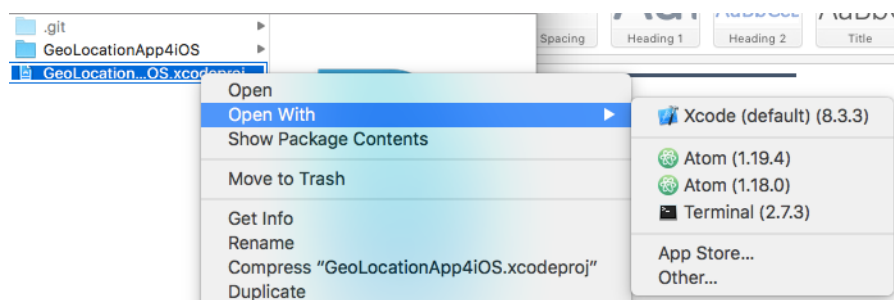 .git
GeoLocationApp4iOS
GeoLocation...OS.xcodeproj
Spacing
Heading 1
Heading 2
Title
Open
Open With
Show Package Contents
Move to Trash
Get Info
Rename
Compress “GeoLocationApp4iOS.xcodeproj”
Duplicate
Xcode (default) (8.3.3)
Atom (1.19.4)
Atom (1.18.0)
Terminal (2.7.3)
App Store...
Other...